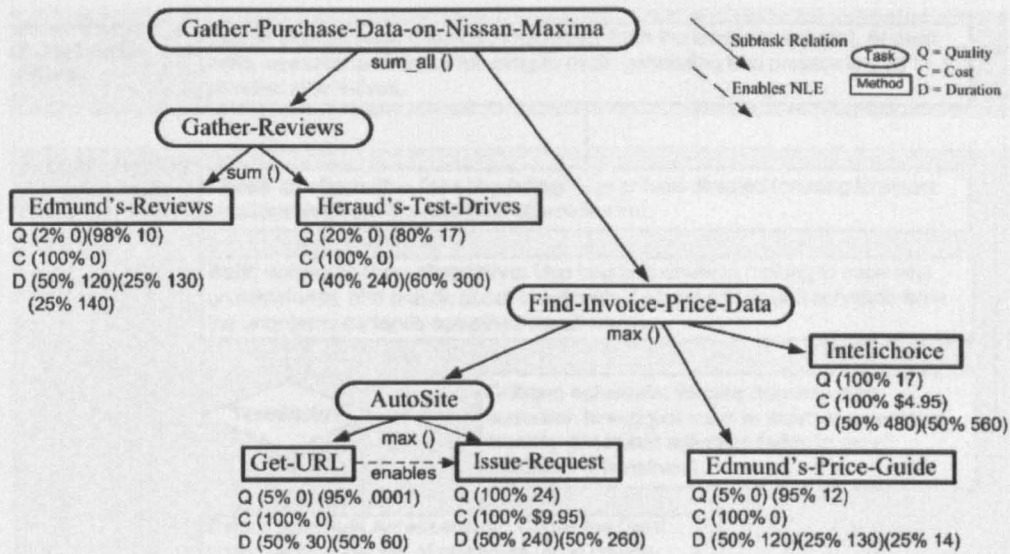 Gather-Purchase-Data-on-Nissan-Maxima
sum_all ()
Subtask Relation
Enables NLE
Task
Method
Q = Quality
C = Cost
D = Duration
Gather-Reviews
sum ()
Edmund's-Reviews
Q (2% 0)(98% 10)
C (100% 0)
D (50% 120)(25% 130)
(25% 140)
Heraud's-Test-Drives
Q (20% 0) (80% 17)
C (100% 0)
D (40% 240)(60% 300)
Find-Invoice-Price-Data
max ()
Intelichoice
Q (100% 17)
C (100% $4.95)
D (50% 480)(50% 560)
AutoSite
max ()
Get-URL
enables
Issue-Request
Edmund's-Price-Guide
Q (5% 0) (95% .0001)
C (100% 0)
D (50% 30)(50% 60)
Q (100% 24)
C (100% $9.95)
D (50% 240)(50% 260)
Q (5% 0) (95% 12)
C (100% 0)
D (50% 120)(25% 130)(25% 14)